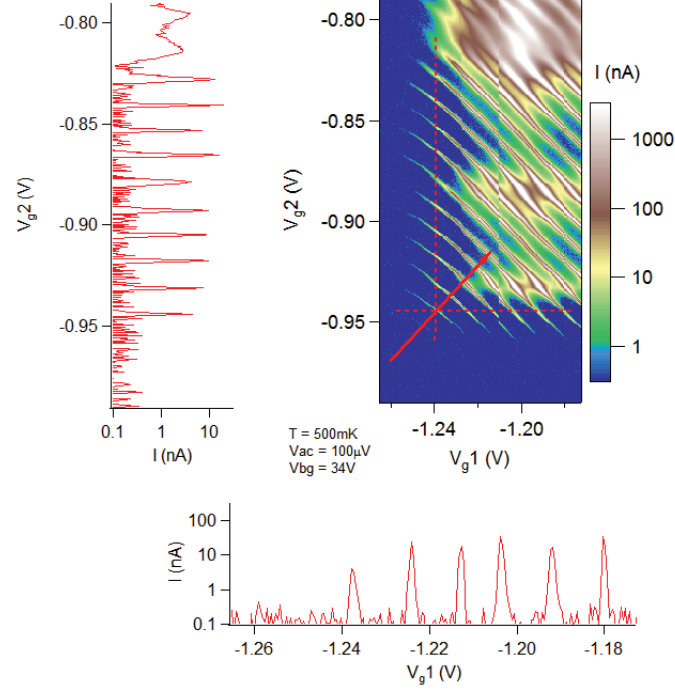 -0.80
-0.85
-0.90
-0.95
Vg2 (V)
0.1 1 10
I (nA)
-0.80
-0.85
-0.90
-0.95
Vg2 (V)
-1.24 -1.20
Vg1 (V)
I (nA)
1000
100
10
1
T = 500mK
Vac = 100μV
Vbg = 34V
100
10
1
0.1
I (nA)
-1.26 -1.24 -1.22 -1.20 -1.18
Vg1 (V)